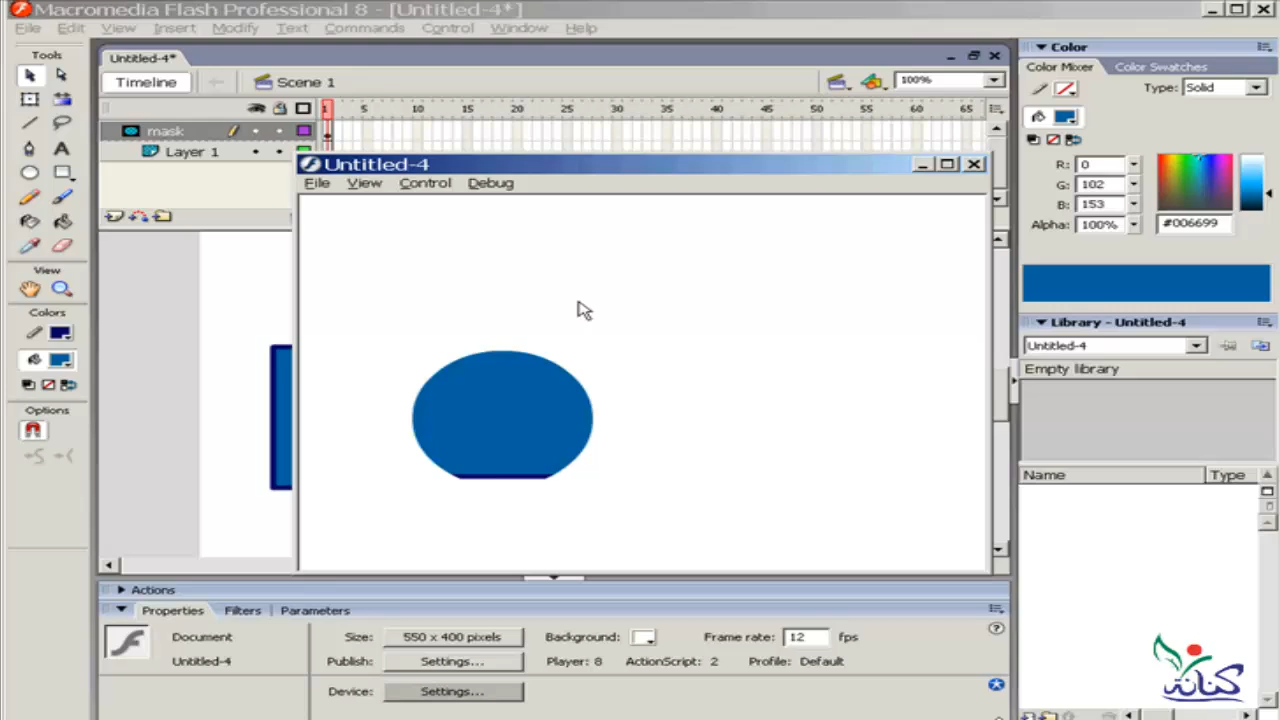 Macromedia Flash Professional 8 - [Untitled-4*]
File Edit View Insert Modify Text Commands Control Window Help
Tools
View
Colors
Options
Untitled-4*
Timeline
Scene 1
100%
1 5 10 15 20 25 30 35 40 45 50 55 60 65
mask
Layer 1
Untitled-4
File View Control Debug
Actions
Properties Filters Parameters
Document
Untitled-4
Size: 550 x 400 pixels Background: Frame rate: 12 fps
Publish: Settings... Player: 8 ActionScript: 2 Profile: Default
Device: Settings...
Color
Color Mixer Color Swatches
Type: Solid
R: 0
G: 102
B: 153
Alpha: 100% #006699
Library - Untitled-4
Untitled-4
Empty library
Name Type
كنانة